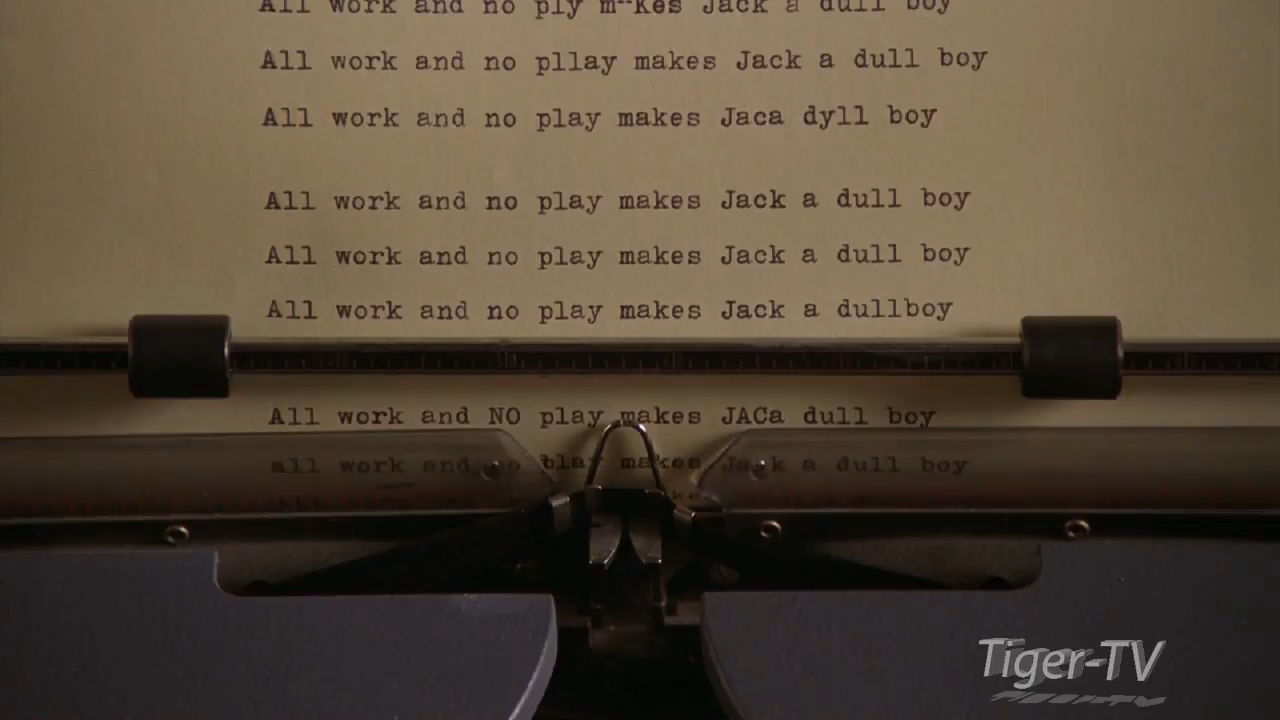 All work and no ply m--Kes Jack a dull boy
All work and no pllay makes Jack a dull boy
All work and no play makes Jaca dyll boy
All work and no play makes Jack a dull boy
All work and no play makes Jack a dull boy
All work and no play makes Jack a dullboy
All work and NO play makes JACa dull boy
all work and no blay makes Jack a dull boy
Tiger-TV